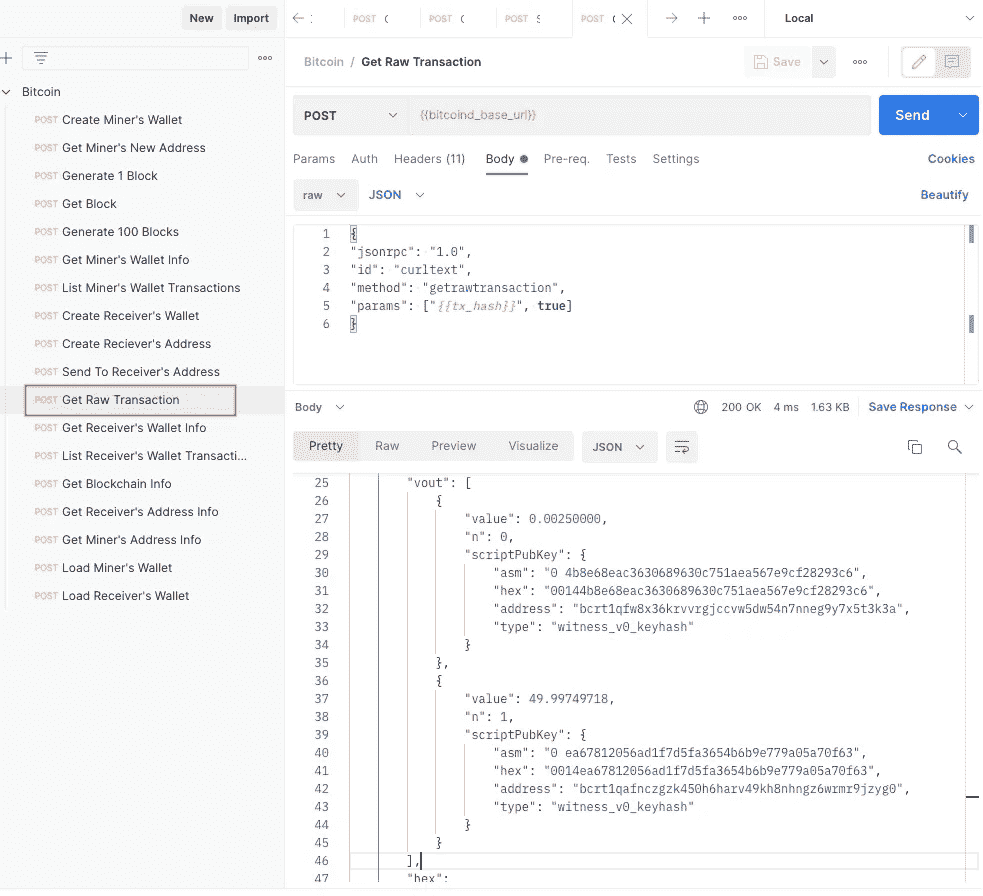 New Import
POST POST POST S POST Local
Bitcoin / Get Raw Transaction Save
Bitcoin
POST Create Miner's Wallet
POST Get Miner's New Address
POST Generate 1 Block
POST Get Block
POST Generate 100 Blocks
POST Get Miner's Wallet Info
POST List Miner's Wallet Transactions
POST Create Receiver's Wallet
POST Create Reciever's Address
POST Send To Receiver's Address
POST Get Raw Transaction
POST Get Receiver's Wallet Info
POST List Receiver's Wallet Transacti...
POST Get Blockchain Info
POST Get Receiver's Address Info
POST Get Miner's Address Info
POST Load Miner's Wallet
POST Load Receiver's Wallet
POST {{bitcoind_base_url}} Send
Params Auth Headers (11) Body Pre-req. Tests Settings Cookies
raw JSON Beautify
1 {
2 "jsonrpc": "1.0",
3 "id": "curltext",
4 "method": "getrawtransaction",
5 "params": ["{{tx_hash}}", true]
6 }
Body 200 OK 4 ms 1.63 KB Save Response
Pretty Raw Preview Visualize JSON
25 "vout": [
26 {
27 "value": 0.00250000,
28 "n": 0,
29 "scriptPubKey": {
30 "asm": "0 4b8e68eac3630689630c751aea567e9cf28293c6",
31 "hex": "00144b8e68eac3630689630c751aea567e9cf28293c6",
32 "address": "bcrt1qfw8x36krvvrgjccvw5dw54n7nneg9y7x5t3k3a",
33 "type": "witness_v0_keyhash"
34 }
35 },
36 {
37 "value": 49.99749718,
38 "n": 1,
39 "scriptPubKey": {
40 "asm": "0 ea67812056ad1f7d5fa3654b6b9e779a05a70f63",
41 "hex": "0014ea67812056ad1f7d5fa3654b6b9e779a05a70f63",
42 "address": "bcrt1qafnczgzk450h6harv49kh8nhngz6wrmr9jzyg0",
43 "type": "witness_v0_keyhash"
44 }
45 }
46 ],
47 "hex":